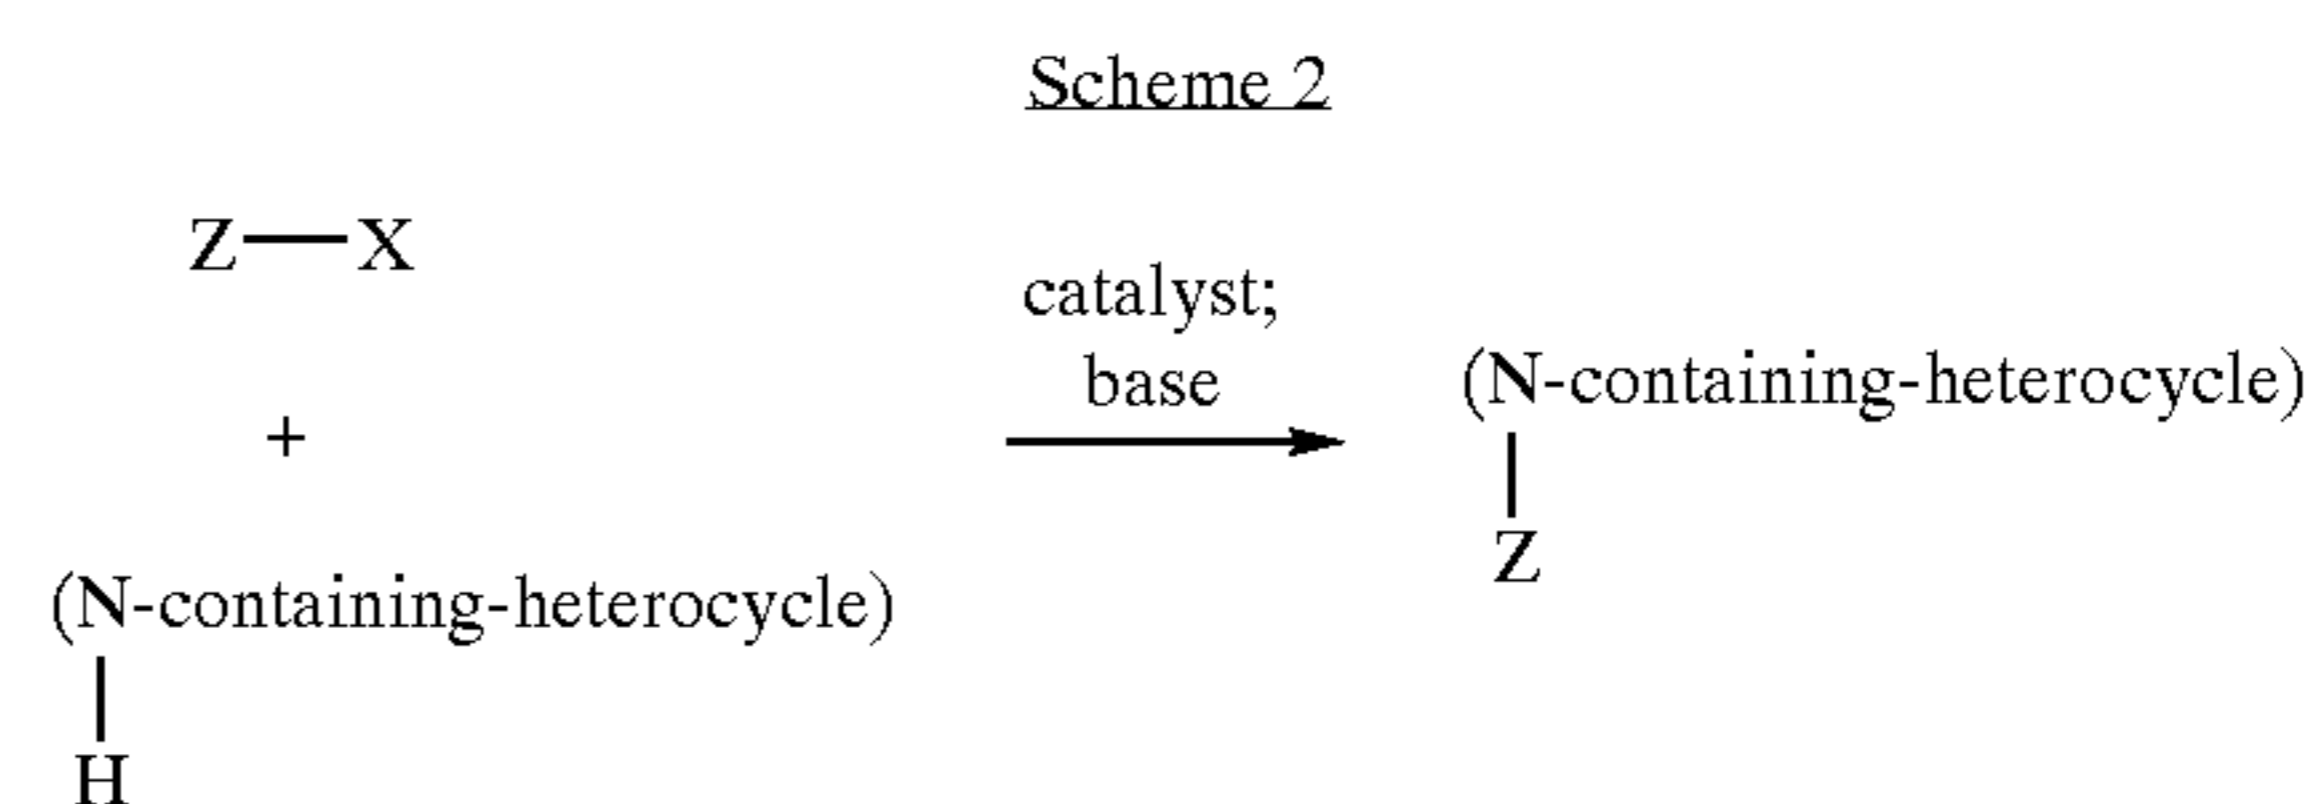 Scheme 2
Z—X
+
(N-containing-heterocycle)
H
catalyst;
base
(N-containing-heterocycle)
Z